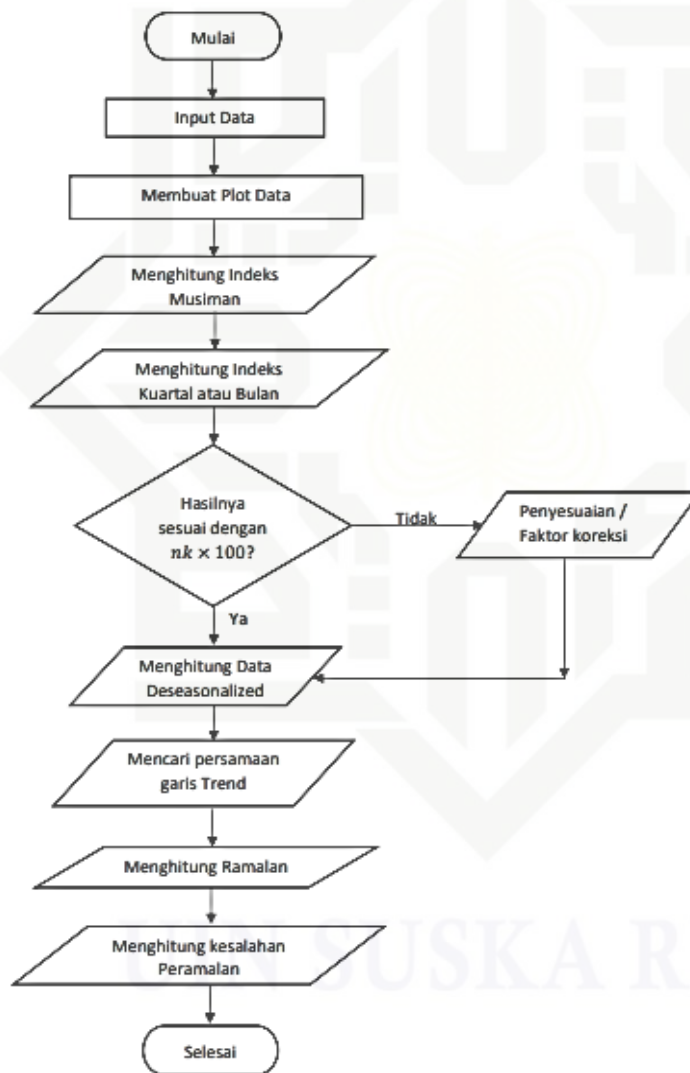 Mulai
Input Data
Membuat Plot Data
Menghitung Indeks
Musiman
Menghitung Indeks
Kuartal atau Bulan
Hasilnya
sesuai dengan
nk × 100?
Tidak
Penyesuaian /
Faktor koreksi
Ya
Menghitung Data
Deseasonalized
Mencari persamaan
garis Trend
Menghitung Ramalan
Menghitung kesalahan
Peramalan
UIN SUSKA R
Selesai